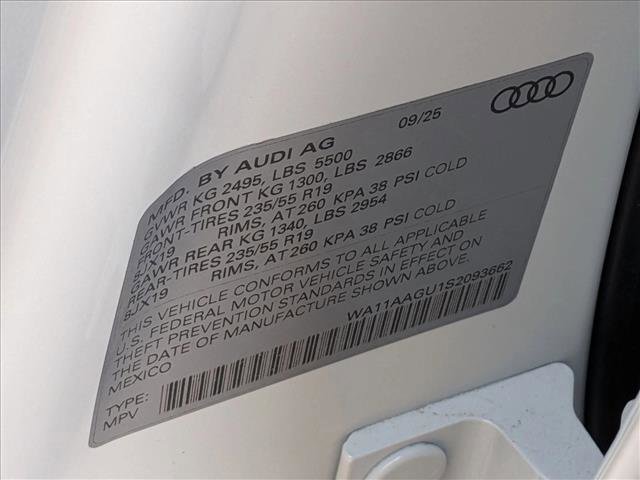 MFD. BY AUDI AG 09/25
GVWR KG 2495, LBS 5500
GAWR FRONT KG 1300, LBS 2866
FRONT-TIRES 235/55 R19
8JX19 RIMS, AT 260 KPA 38 PSI COLD
GAWR REAR KG 1340, LBS 2954
REAR-TIRES 235/55 R19
8JX19 RIMS, AT 260 KPA 38 PSI COLD
THIS VEHICLE CONFORMS TO ALL APPLICABLE
U.S. FEDERAL MOTOR VEHICLE SAFETY AND
THEFT PREVENTION STANDARDS IN EFFECT ON
THE DATE OF MANUFACTURE SHOWN ABOVE.
MEXICO WA11AAGU1S2093662
TYPE:
MPV